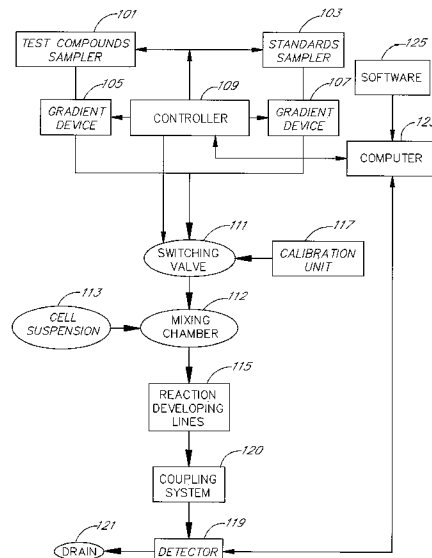 101
TEST COMPOUNDS
SAMPLER
103
STANDARDS
SAMPLER
125
SOFTWARE
105
GRADIENT
DEVICE
109
CONTROLLER
107
GRADIENT
DEVICE
123
COMPUTER
111
SWITCHING
VALVE
117
CALIBRATION
UNIT
113
CELL
SUSPENSION
112
MIXING
CHAMBER
115
REACTION
DEVELOPING
LINES
120
COUPLING
SYSTEM
121
DRAIN
119
DETECTOR